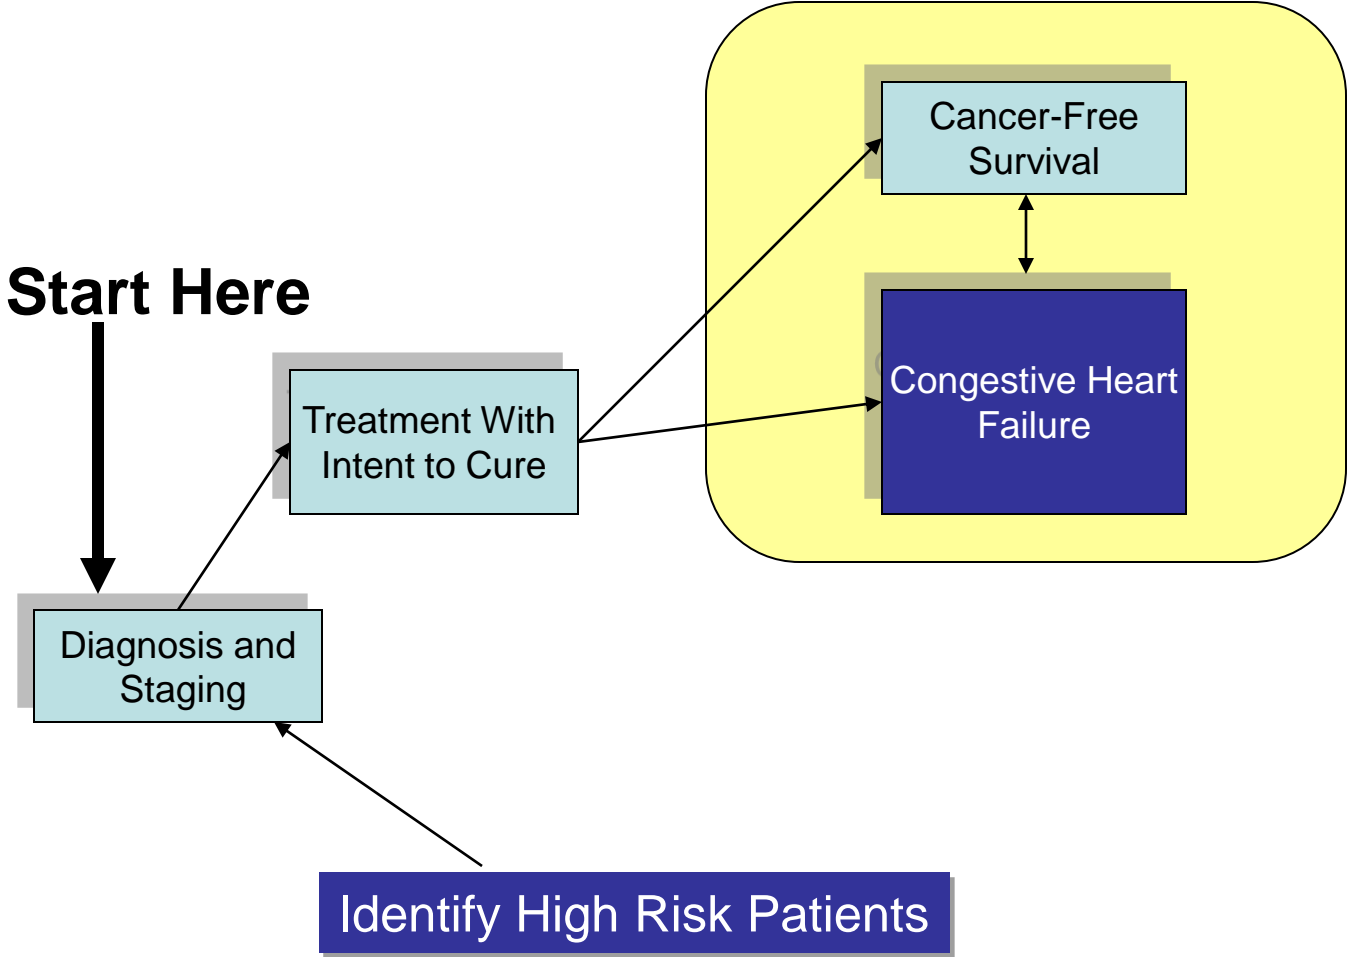 Cancer-Free
Survival
Start Here
Congestive Heart
Failure
Treatment With
Intent to Cure
Diagnosis and
Staging
Identify High Risk Patients